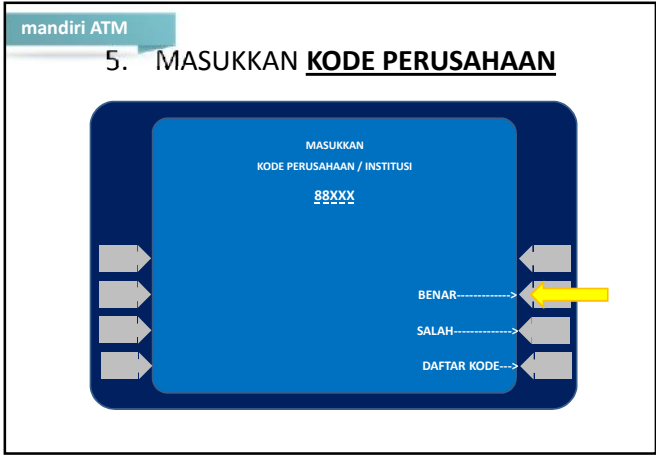 mandiri ATM
5. MASUKKAN KODE PERUSAHAAN
MASUKKAN
KODE PERUSAHAAN / INSTITUSI
88XXX
BENAR------------->
SALAH-------------->
DAFTAR KODE--->